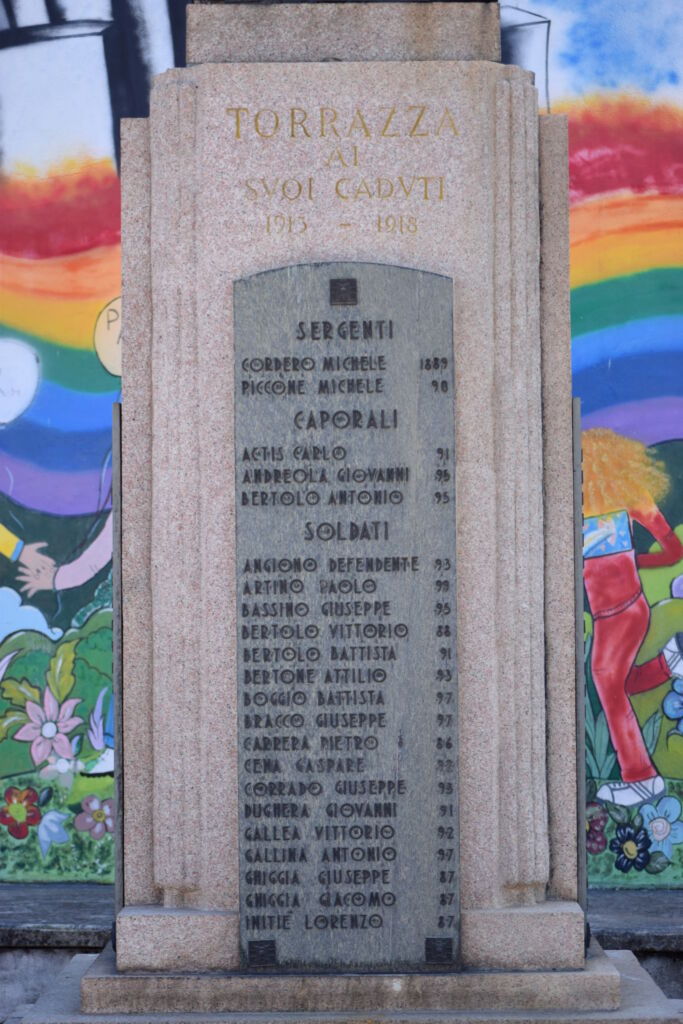 TORRAZZA
AI
SVOI CADVTI
1915 - 1918
SERGENTI
CORDERO MICHELE 1889
PICCONE MICHELE 98
CAPORALI
ACTIS CARLO 91
ANDREOLA GIOVANNI 95
BERTOLO ANTONIO 95
SOLDATI
ANGIONO DEFENDENTE 93
ARTINO PAOLO 99
BASSINO GIUSEPPE 95
BERTOLO VITTORIO 88
BERTOLO BATTISTA 91
BERTONE ATTILIO 93
BOGGIO BATTISTA 97
BRACCO GIUSEPPE 97
CARRERA PIETRO 86
CENA GASPARE
CORRADO GIUSEPPE 93
DUGHERA GIOVANNI 91
GALLEA VITTORIO 92
GALLINA ANTONIO 97
GHIGGIA GIUSEPPE 87
GHIGGIA GIACOMO 87
INITIE LORENZO 87